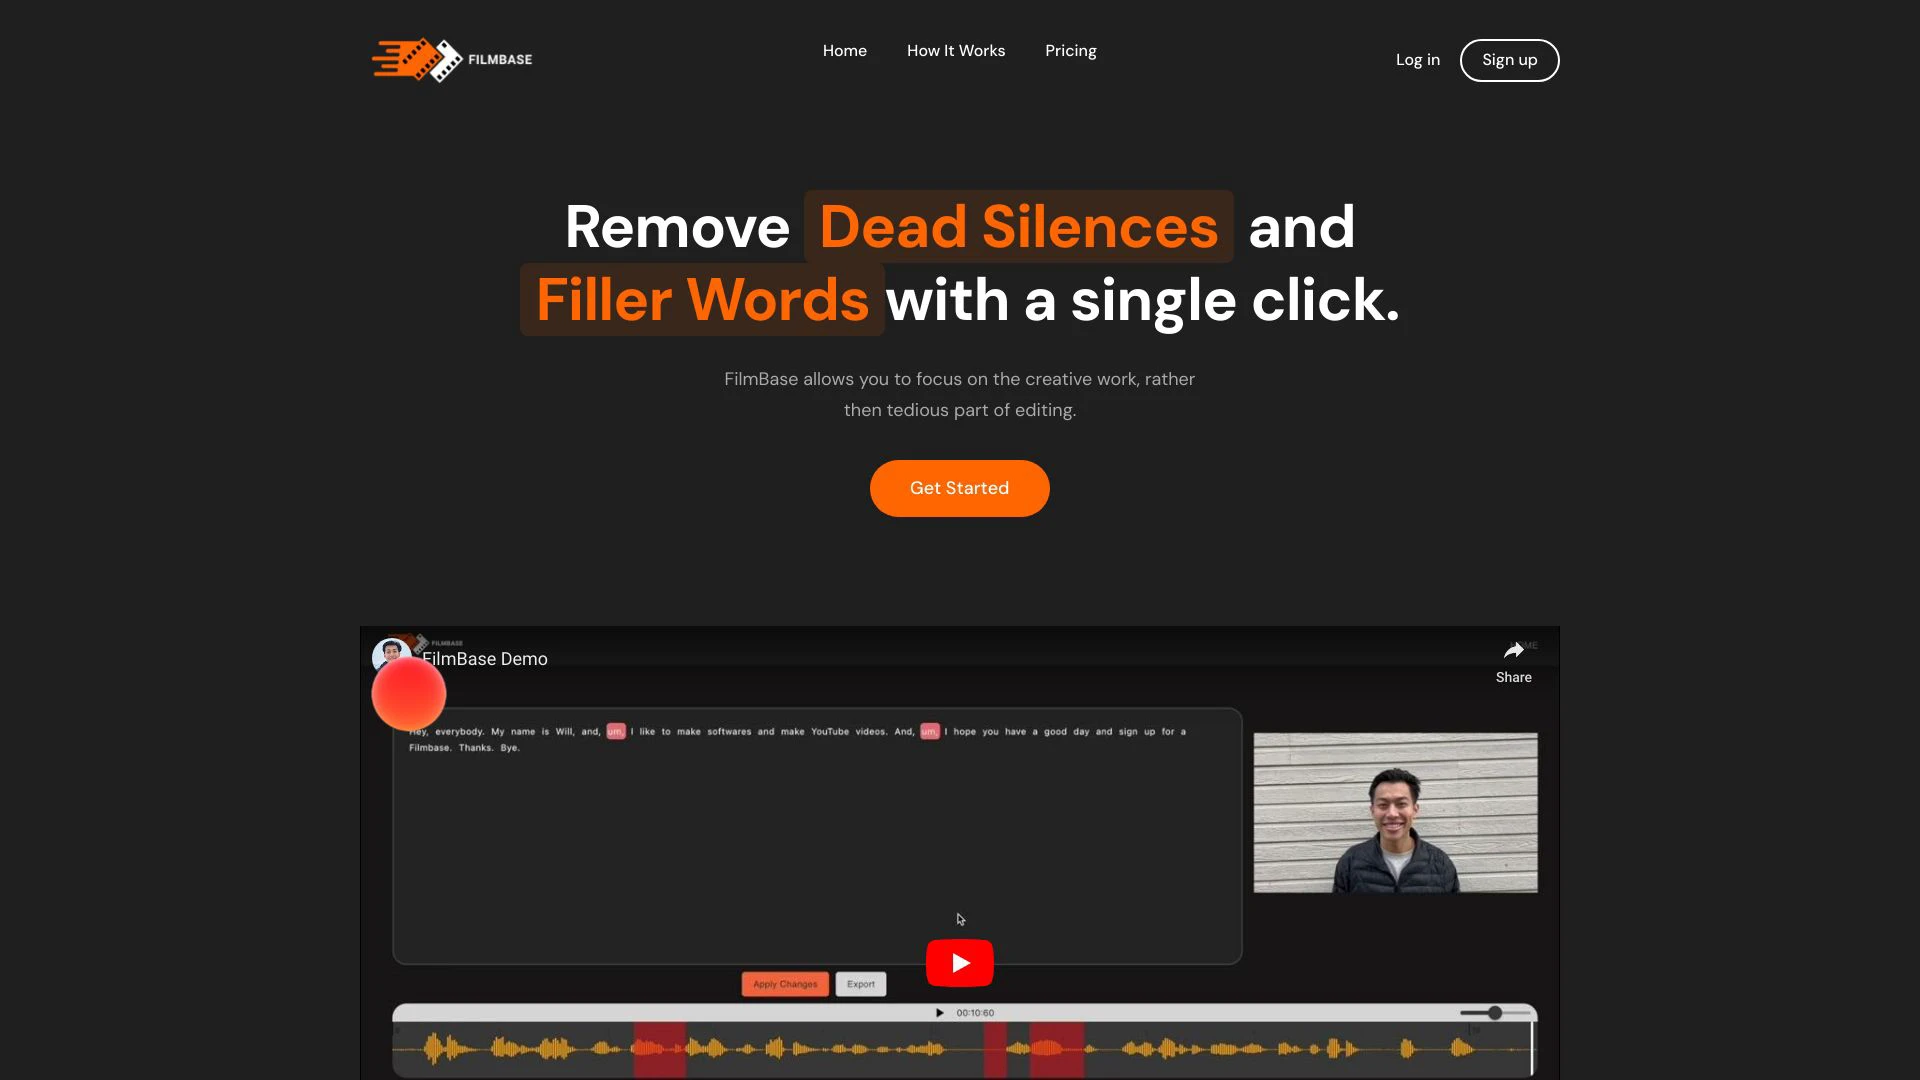 FILMBASE
Home
How It Works
Pricing
Log in
Sign up
Remove Dead Silences and
Filler Words with a single click.
FilmBase allows you to focus on the creative work, rather
then tedious part of editing.
Get Started
FILMBASE
FilmBase Demo
Share
Hey, everybody. My name is Will, and, um, I like to make softwares and make YouTube videos. And, um, I hope you have a good day and sign up for a
Filmbase. Thanks. Bye.
Apply Changes
Export
00:10:60